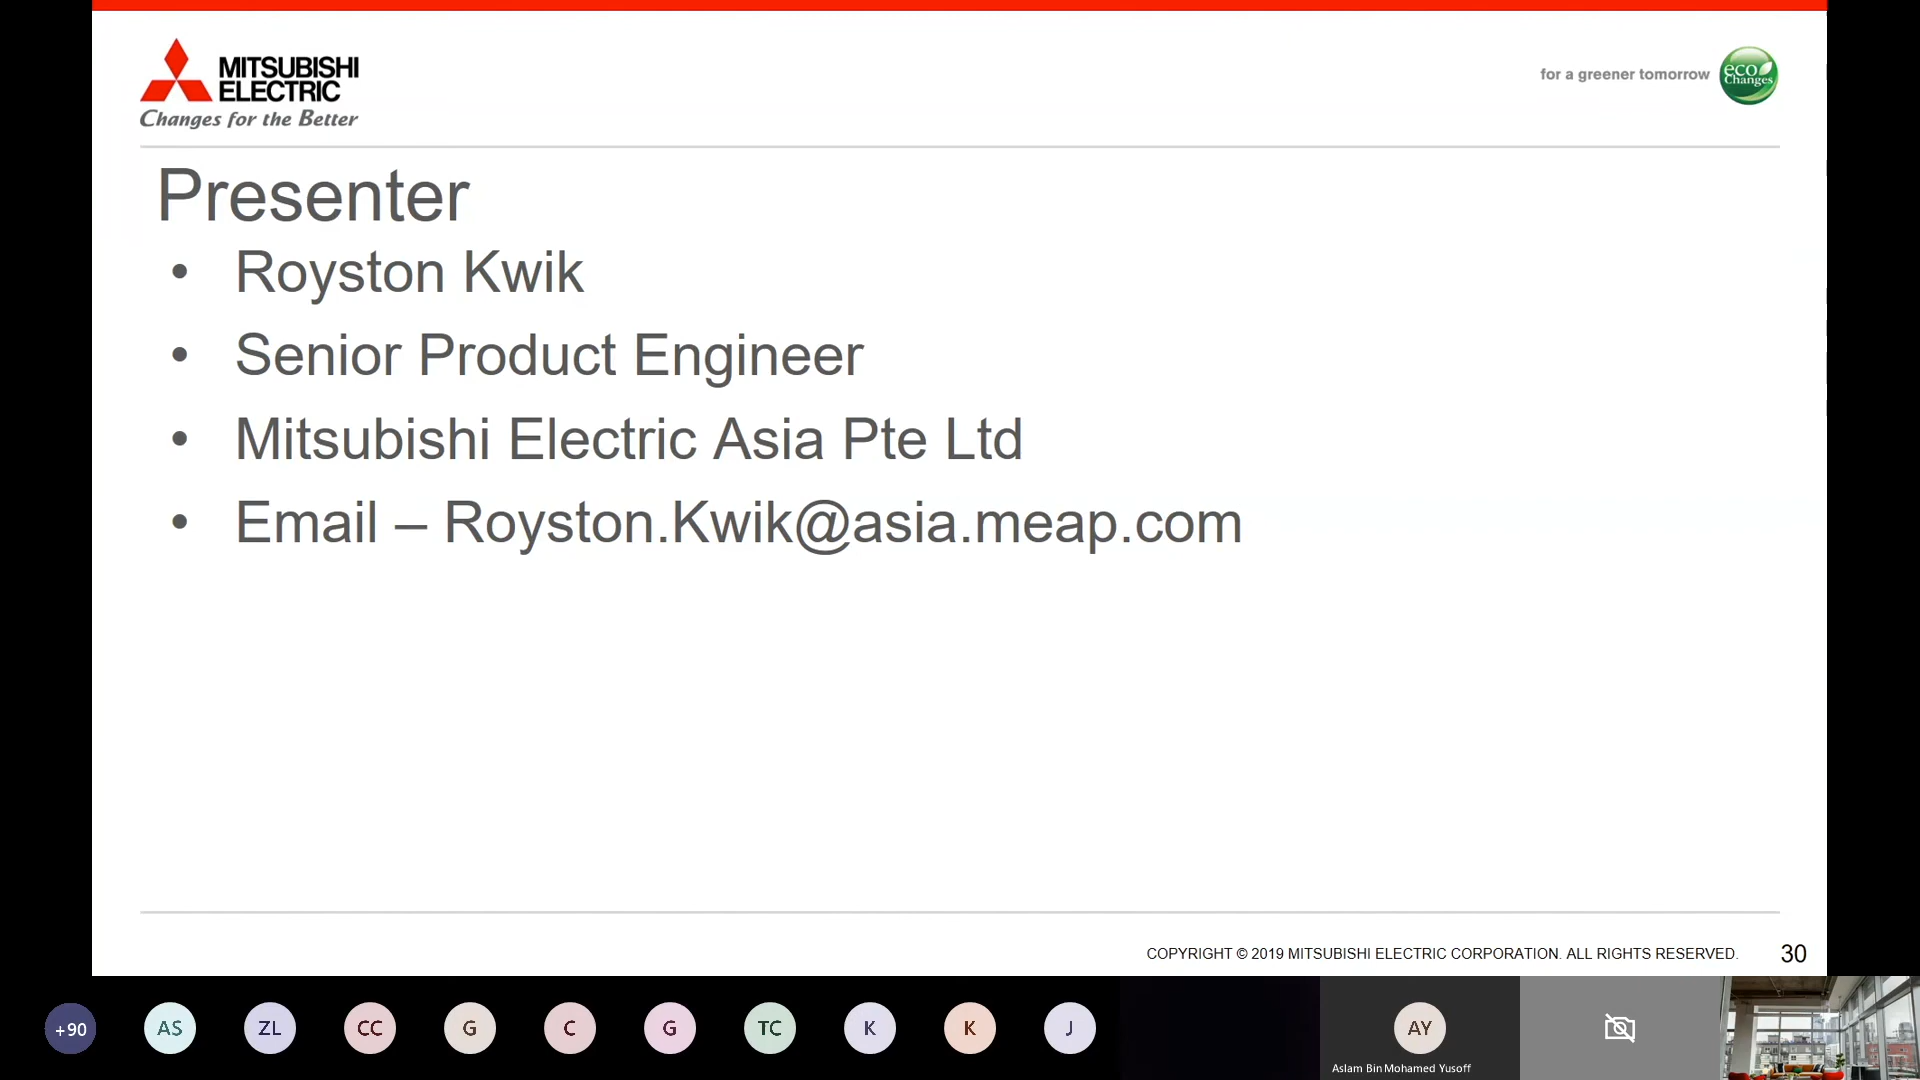 MITSUBISHI
ELECTRIC
Changes for the Better
for a greener tomorrow
eco
Changes
Presenter
• Royston Kwik
• Senior Product Engineer
• Mitsubishi Electric Asia Pte Ltd
• Email – Royston.Kwik@asia.meap.com
COPYRIGHT © 2019 MITSUBISHI ELECTRIC CORPORATION. ALL RIGHTS RESERVED. 30
+90 AS ZL CC G C G TC K K J AY
Aslam Bin Mohamed Yusoff